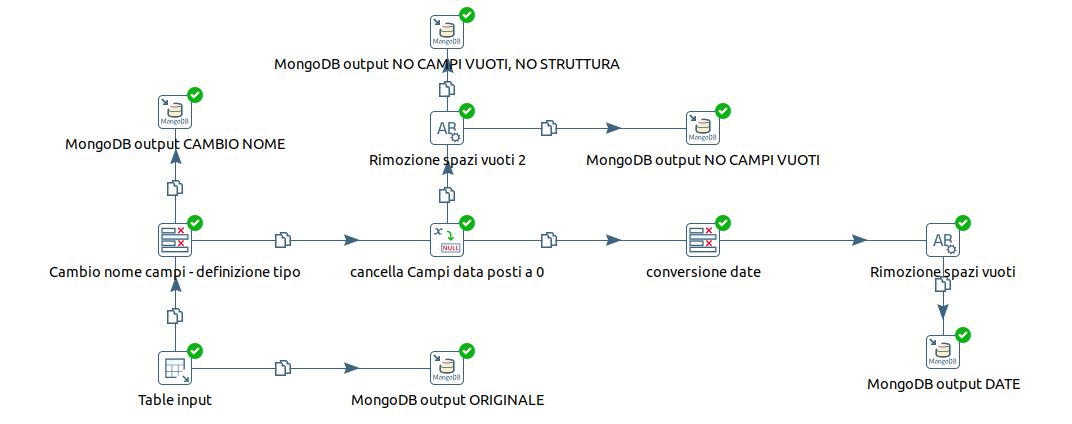 MongoDB
MongoDB output NO CAMPI VUOTI, NO STRUTTURA
MongoDB
MongoDB output CAMBIO NOME
AB
Rimozione spazi vuoti 2
MongoDB
MongoDB output NO CAMPI VUOTI
Cambio nome campi - definizione tipo
x
NULL
cancella Campi data posti a 0
conversione date
AB
Rimozione spazi vuoti
Table input
MongoDB
MongoDB output ORIGINALE
MongoDB
MongoDB output DATE